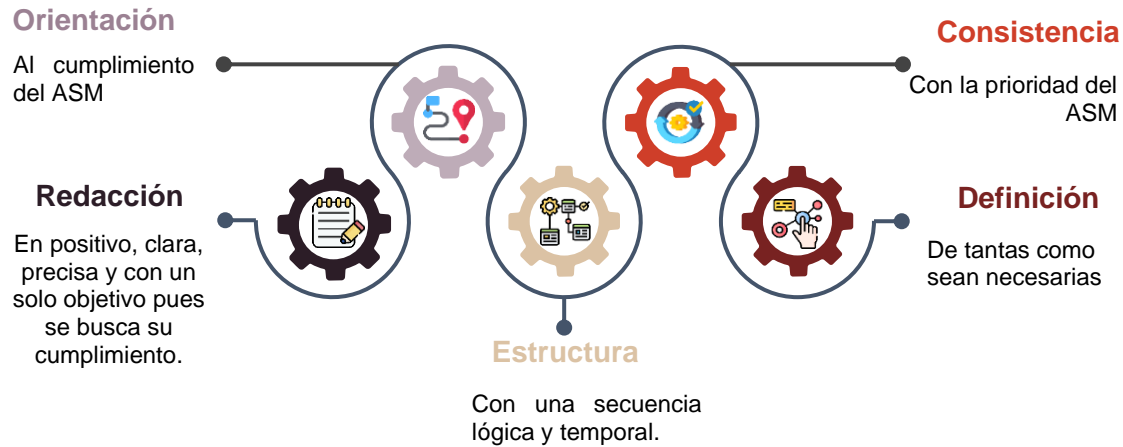 Orientación
Al cumplimiento
del ASM
Consistencia
Con la prioridad del
ASM
Redacción
En positivo, clara,
precisa y con un
solo objetivo pues
se busca su
cumplimiento.
Definición
De tantas como
sean necesarias
Estructura
Con una secuencia
lógica y temporal.